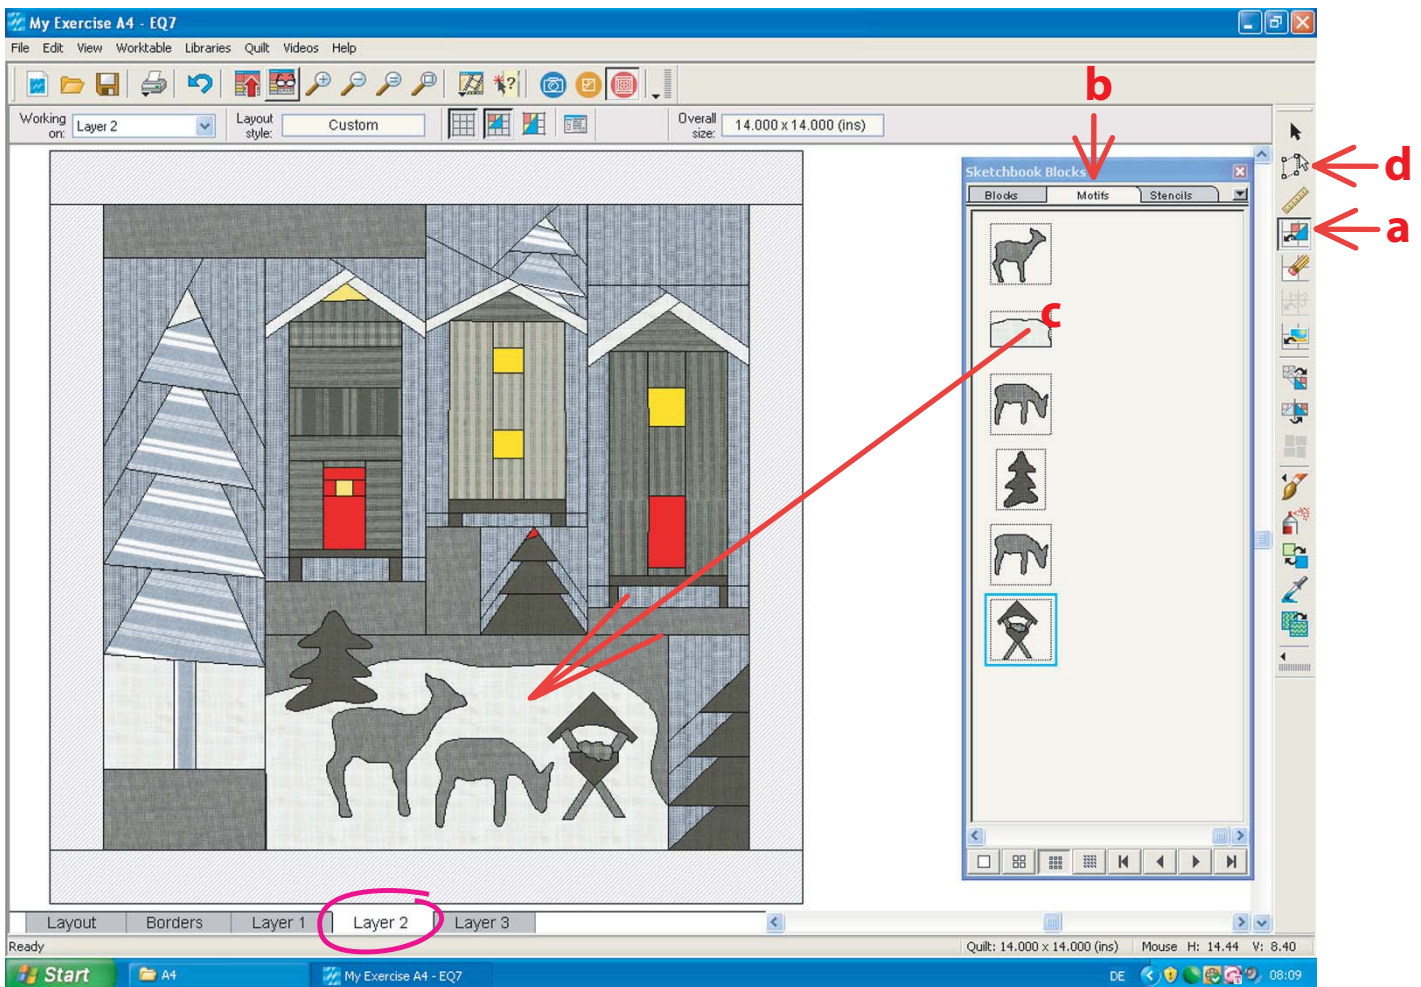 My Exercise A4 - EQ7
File Edit View Worktable Libraries Quilt Videos Help
b
Working on: Layer 2 Layout style: Custom Overall size: 14.000 x 14.000 (ins)
d
Sketchbook Blocks
Blocks Motifs Stencils
a
c
Layout Borders Layer 1 Layer 2 Layer 3
Ready Quilt: 14.000 x 14.000 (ins) Mouse H: 14.44 V: 8.40
Start A4 My Exercise A4 - EQ7 DE 08:09